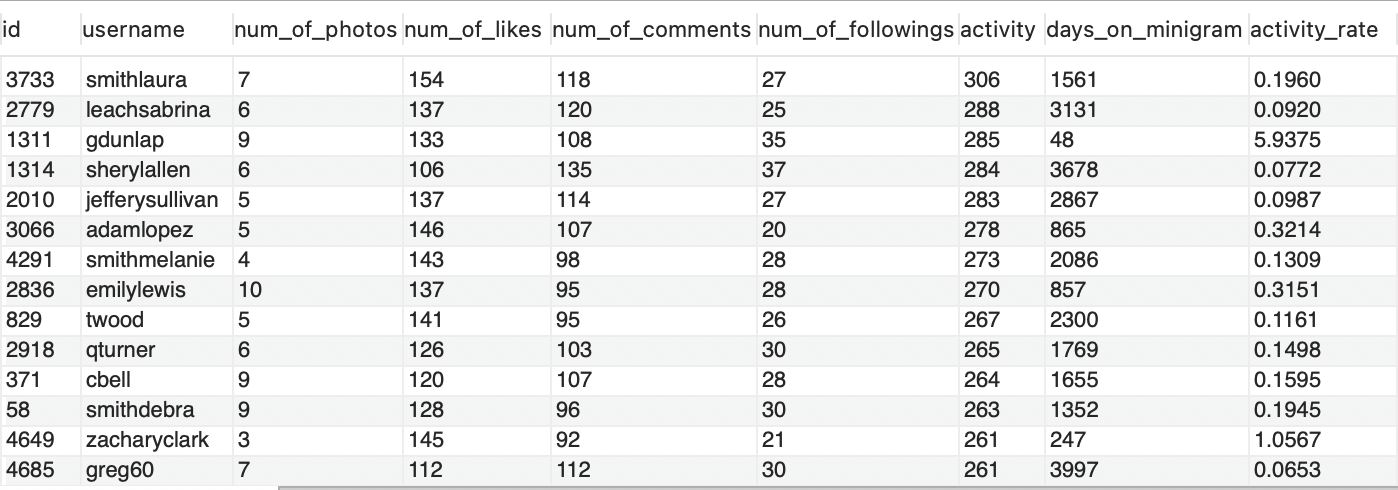 id username num_of_photos num_of_likes num_of_comments num_of_followings activity days_on_minigram activity_rate
3733 smithlaura 7 154 118 27 306 1561 0.1960
2779 leachsabrina 6 137 120 25 288 3131 0.0920
1311 gdunlap 9 133 108 35 285 48 5.9375
1314 sherylallen 6 106 135 37 284 3678 0.0772
2010 jefferysullivan 5 137 114 27 283 2867 0.0987
3066 adamlopez 5 146 107 20 278 865 0.3214
4291 smithmelanie 4 143 98 28 273 2086 0.1309
2836 emilylewis 10 137 95 28 270 857 0.3151
829 twood 5 141 95 26 267 2300 0.1161
2918 qturner 6 126 103 30 265 1769 0.1498
371 cbell 9 120 107 28 264 1655 0.1595
58 smithdebra 9 128 96 30 263 1352 0.1945
4649 zacharyclark 3 145 92 21 261 247 1.0567
4685 greg60 7 112 112 30 261 3997 0.0653